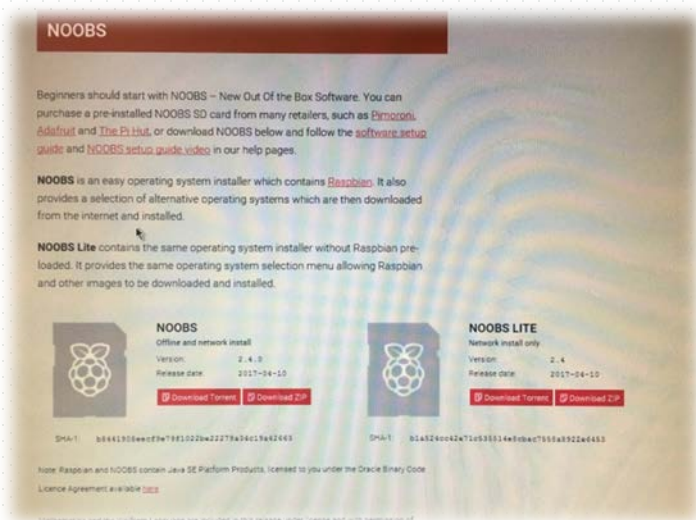 NOOBS
Beginners should start with NOOBS – New Out Of the Box Software. You can
purchase a pre-installed NOOBS SD card from many retailers, such as Pimoroni,
Adafruit and The Pi Hut, or download NOOBS below and follow the software setup
guide and NOOBS setup guide video in our help pages.
NOOBS is an easy operating system installer which contains Raspbian. It also
provides a selection of alternative operating systems which are then downloaded
from the internet and installed.
NOOBS Lite contains the same operating system installer without Raspbian pre-
loaded. It provides the same operating system selection menu allowing Raspbian
and other images to be downloaded and installed.
NOOBS
Offline and network install
Version: 2.4.0
Release date: 2017-04-10
Download Torrent Download ZIP
SHA-1:
NOOBS LITE
Network install only
Version: 2.4
Release date: 2017-04-10
Download Torrent Download ZIP
SHA-1:
Note: Raspbian and NOOBS contain Java SE Platform Products, licensed to you under the Oracle Binary Code
Licence Agreement available here.